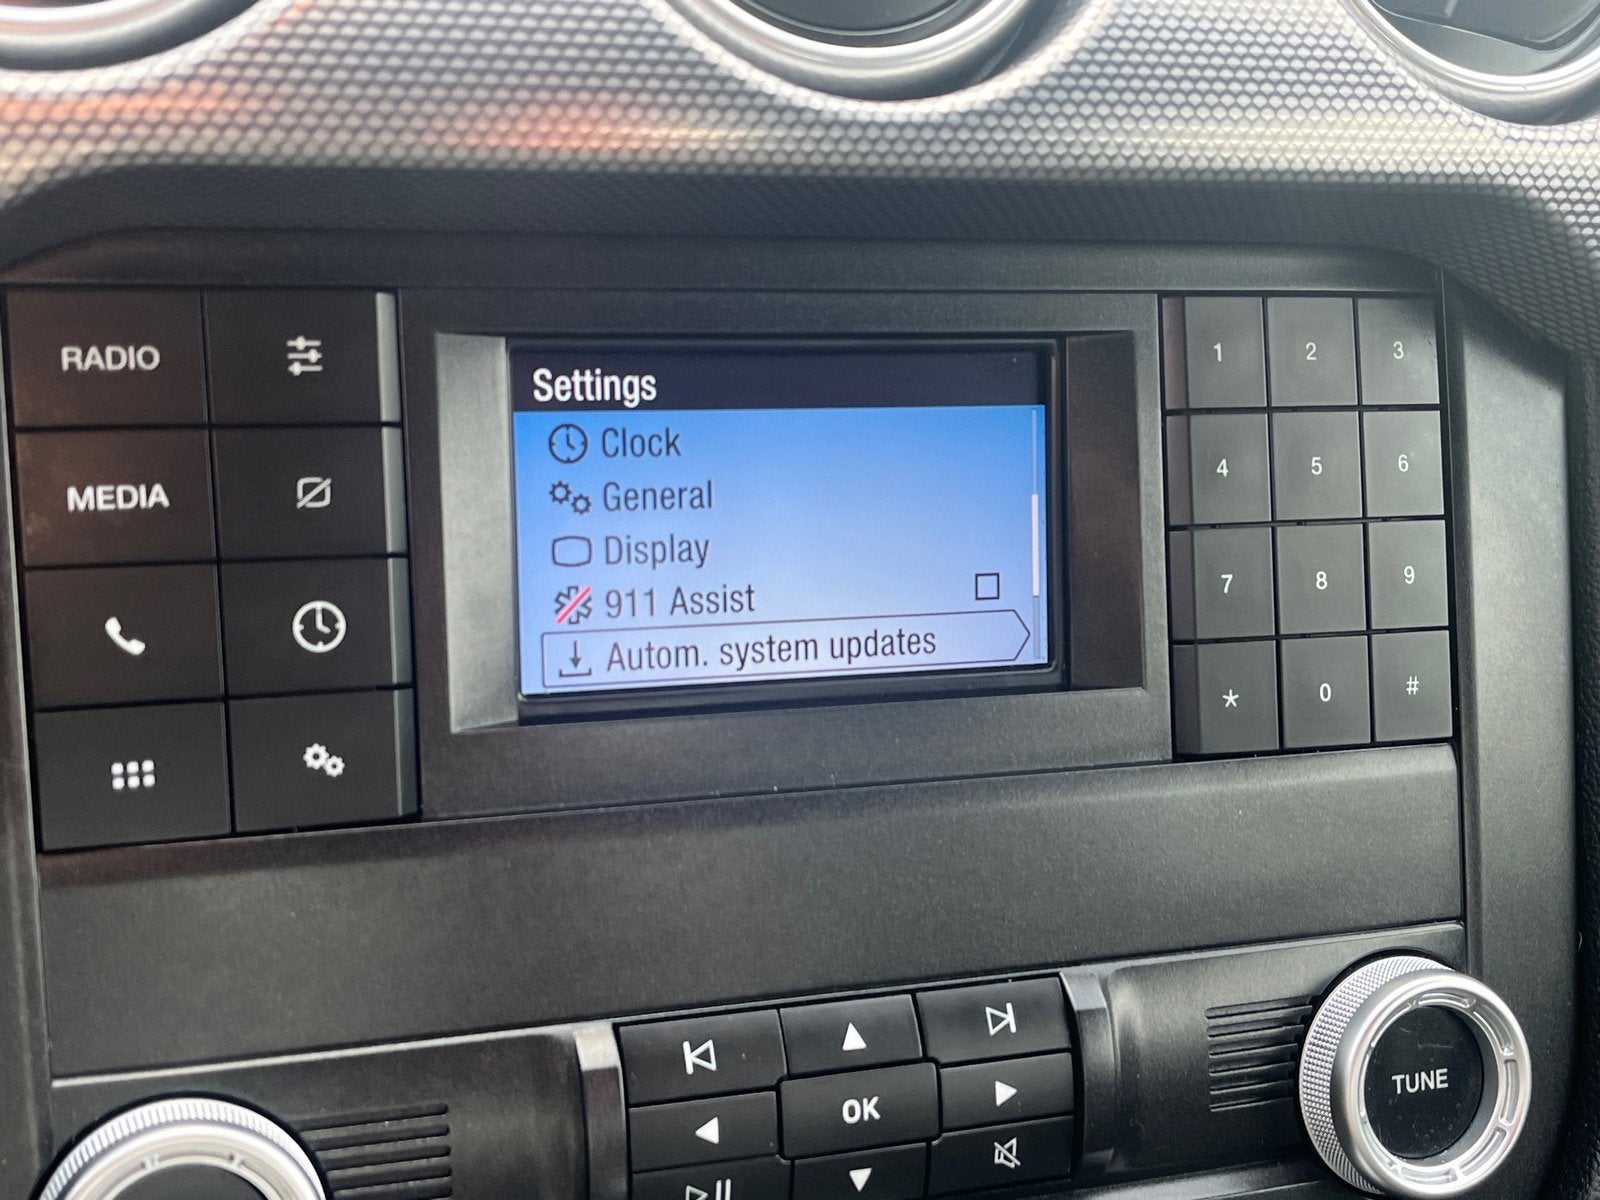 RADIO
MEDIA
Settings
Clock
General
Display
911 Assist
Autom. system updates
1 2 3
4 5 6
7 8 9
* 0 #
OK
TUNE